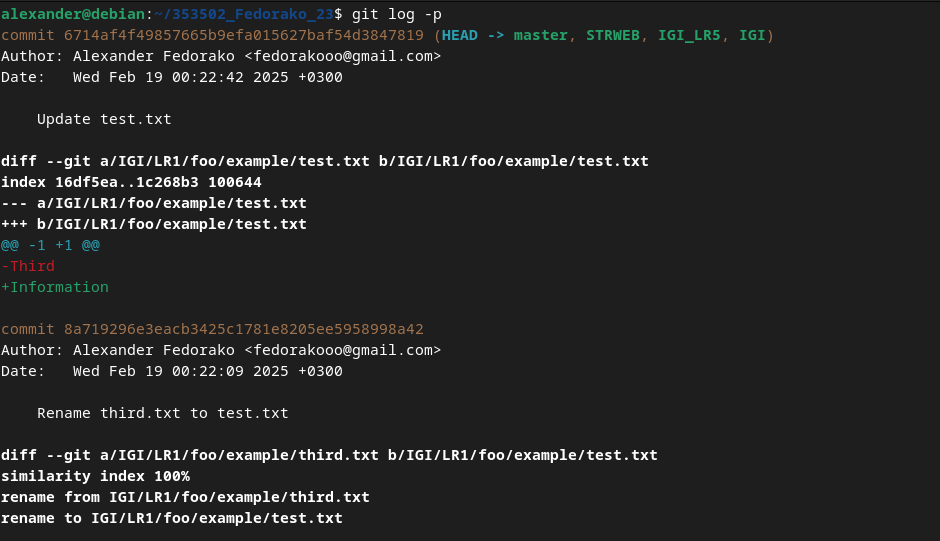 alexander@debian:~/353502_Fedorako_23$ git log -p
commit 6714af4f49857665b9efa015627baf54d3847819 (HEAD -> master, STRWEB, IGI_LR5, IGI)
Author: Alexander Fedorako <fedorakooo@gmail.com>
Date:   Wed Feb 19 00:22:42 2025 +0300

    Update test.txt

diff --git a/IGI/LR1/foo/example/test.txt b/IGI/LR1/foo/example/test.txt
index 16df5ea..1c268b3 100644
--- a/IGI/LR1/foo/example/test.txt
+++ b/IGI/LR1/foo/example/test.txt
@@ -1 +1 @@
-Third
+Information

commit 8a719296e3eacb3425c1781e8205ee5958998a42
Author: Alexander Fedorako <fedorakooo@gmail.com>
Date:   Wed Feb 19 00:22:09 2025 +0300

    Rename third.txt to test.txt

diff --git a/IGI/LR1/foo/example/third.txt b/IGI/LR1/foo/example/test.txt
similarity index 100%
rename from IGI/LR1/foo/example/third.txt
rename to IGI/LR1/foo/example/test.txt